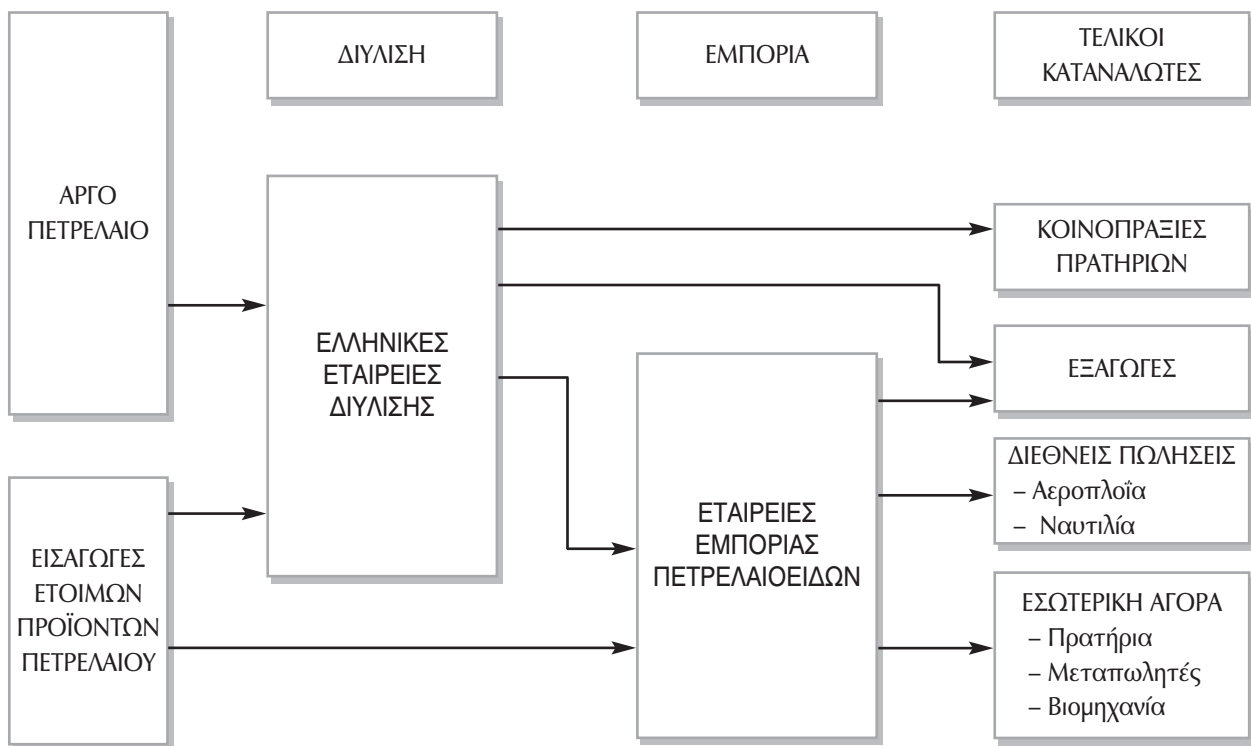 ΔΙΥΛΙΣΗ
ΕΜΠΟΡΙΑ
ΤΕΛΙΚΟΙ
ΚΑΤΑΝΑΛΩΤΕΣ
ΑΡΓΟ
ΠΕΤΡΕΛΑΙΟ
ΕΛΛΗΝΙΚΕΣ
ΕΤΑΙΡΕΙΕΣ
ΔΙΥΛΙΣΗΣ
ΚΟΙΝΟΠΡΑΞΙΕΣ
ΠΡΑΤΗΡΙΩΝ
ΕΞΑΓΩΓΕΣ
ΕΙΣΑΓΩΓΕΣ
ΕΤΟΙΜΩΝ
ΠΡΟΪΟΝΤΩΝ
ΠΕΤΡΕΛΑΙΟΥ
ΕΤΑΙΡΕΙΕΣ
ΕΜΠΟΡΙΑΣ
ΠΕΤΡΕΛΑΙΟΕΙΔΩΝ
ΔΙΕΘΝΕΙΣ ΠΩΛΗΣΕΙΣ
– Αεροπλοΐα
– Ναυτιλία
ΕΣΩΤΕΡΙΚΗ ΑΓΟΡΑ
– Πρατήρια
– Μεταπωλητές
– Βιομηχανία